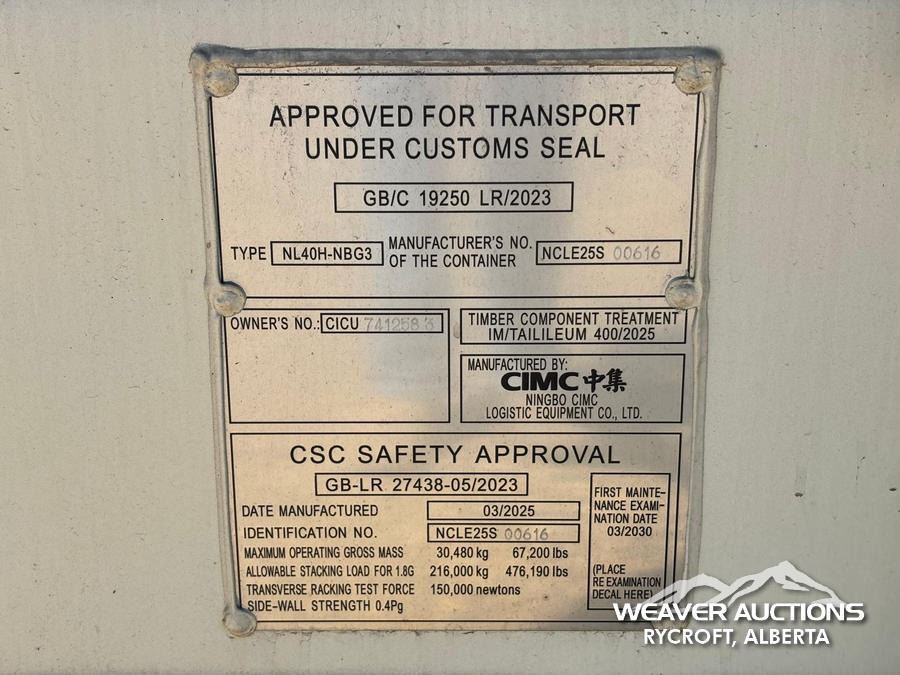 APPROVED FOR TRANSPORT
UNDER CUSTOMS SEAL
GB/C 19250 LR/2023
TYPE NL40H-NBG3 MANUFACTURER'S NO. OF THE CONTAINER NCLE25S 00616
OWNER'S NO.: CICU 741258 3
TIMBER COMPONENT TREATMENT
IM/TAILILEUM 400/2025
MANUFACTURED BY:
CIMC 中集
NINGBO CIMC
LOGISTIC EQUIPMENT CO., LTD.
CSC SAFETY APPROVAL
GB-LR 27438-05/2023
DATE MANUFACTURED 03/2025
IDENTIFICATION NO. NCLE25S 00616
MAXIMUM OPERATING GROSS MASS 30,480 kg 67,200 lbs
ALLOWABLE STACKING LOAD FOR 1.8G 216,000 kg 476,190 lbs
TRANSVERSE RACKING TEST FORCE 150,000 newtons
SIDE-WALL STRENGTH 0.4Pg
FIRST MAINTE-
NANCE EXAMI-
NATION DATE
03/2030
(PLACE
RE EXAMINATION
DECAL HERE)
WEAVER AUCTIONS
RYCROFT, ALBERTA